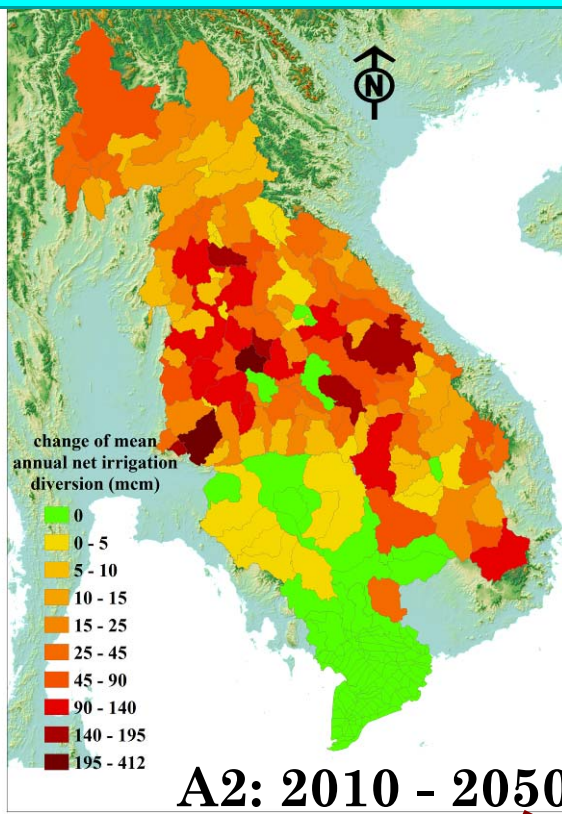 N
change of mean
annual net irrigation
diversion (mcm)
0
0 - 5
5 - 10
10 - 15
15 - 25
25 - 45
45 - 90
90 - 140
140 - 195
195 - 412
A2: 2010 - 2050